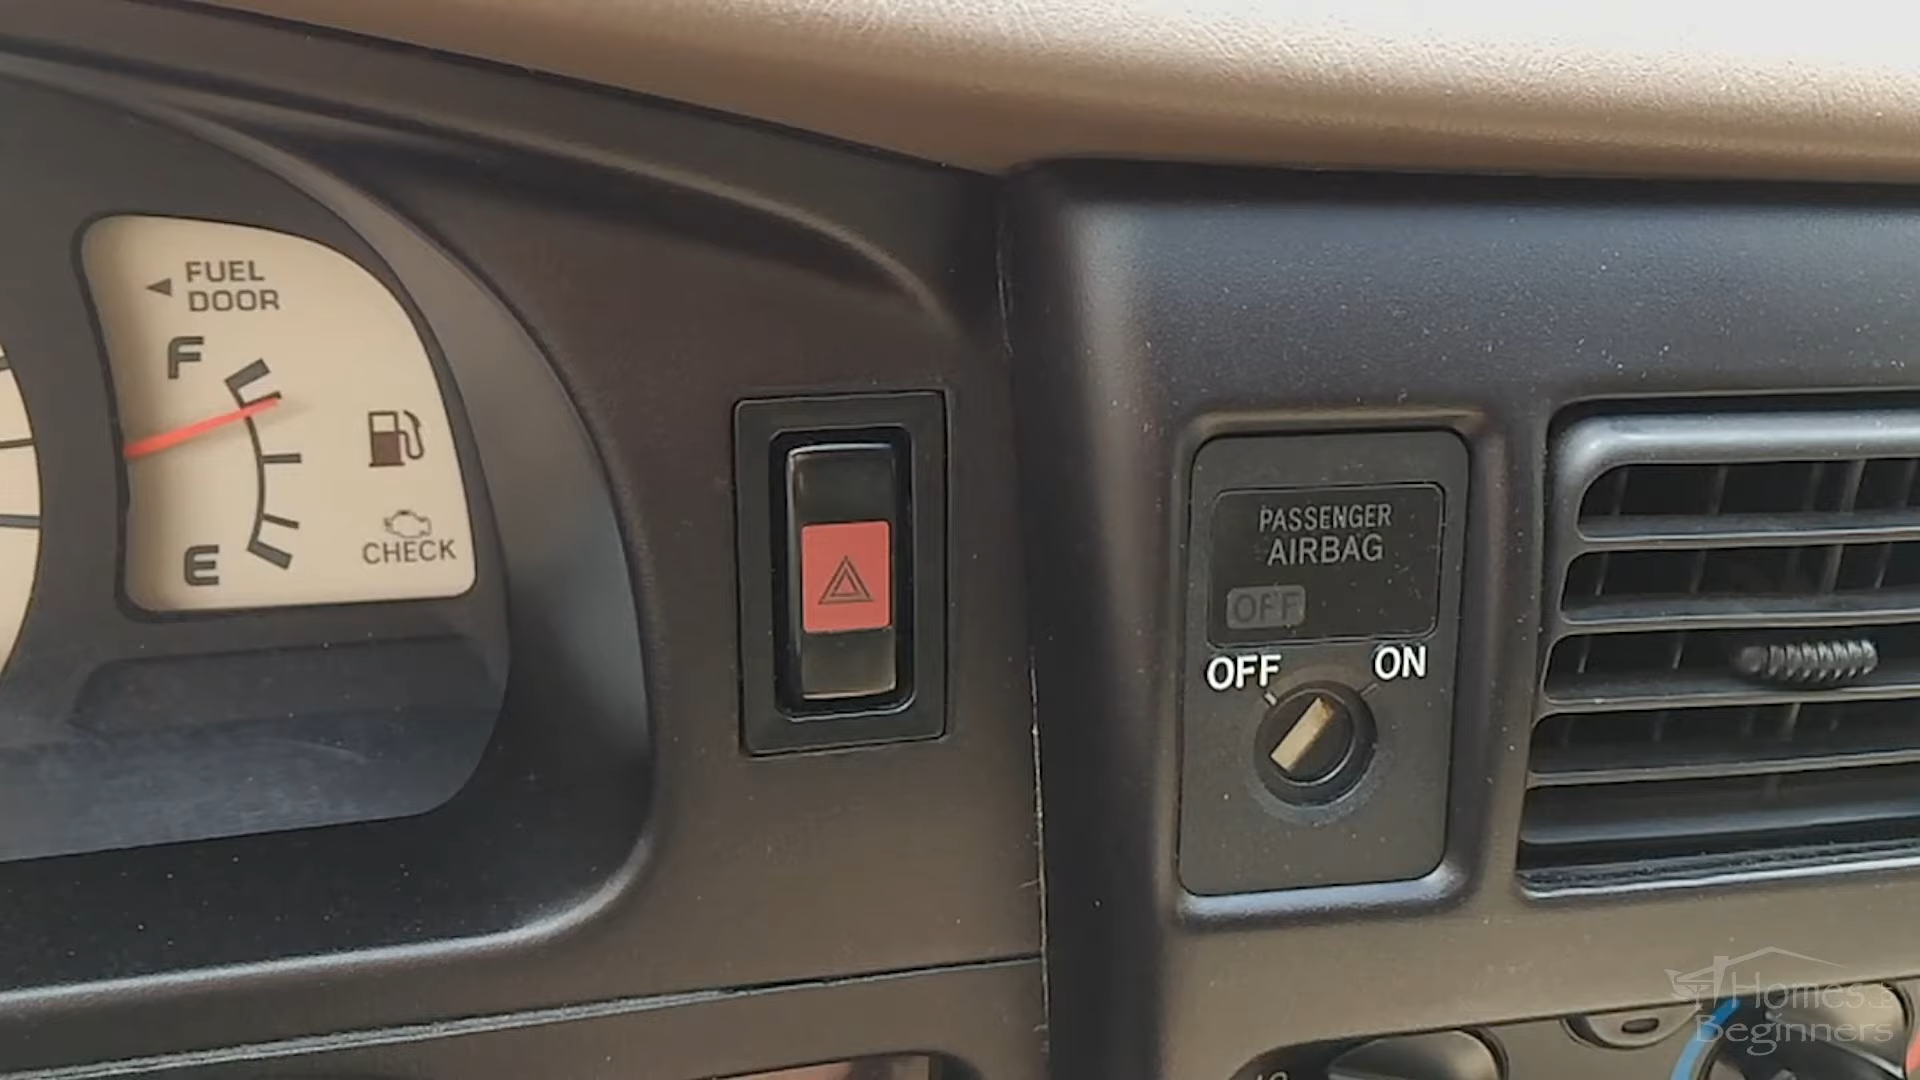 FUEL
DOOR
F
E
CHECK
PASSENGER
AIRBAG
OFF
OFF
ON
Homes
Beginners